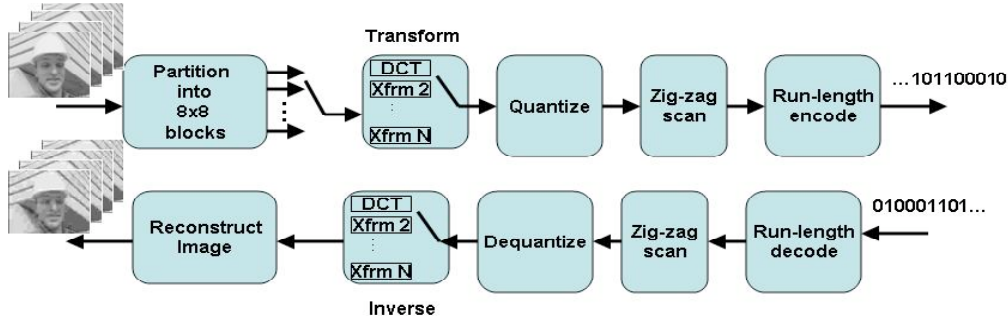 Transform
Partition
into
8x8
blocks
DCT
Xfrm 2
Xfrm N
Quantize
Zig-zag
scan
Run-length
encode
...101100010
Reconstruct
Image
DCT
Xfrm 2
Xfrm N
Inverse
Dequantize
Zig-zag
scan
Run-length
decode
010001101...